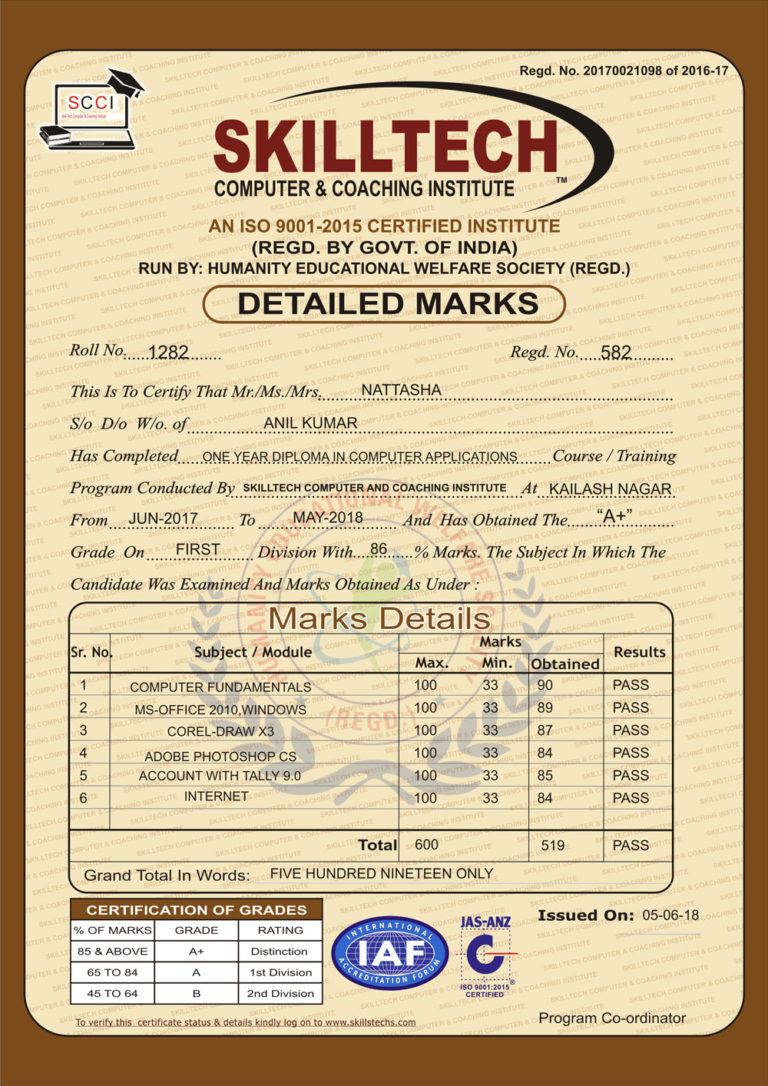 Regd. No. 20170021098 of 2016-17
SCCI
SKILLTECH
COMPUTER & COACHING INSTITUTE TM
AN ISO 9001-2015 CERTIFIED INSTITUTE
(REGD. BY GOVT. OF INDIA)
RUN BY: HUMANITY EDUCATIONAL WELFARE SOCIETY (REGD.)
DETAILED MARKS
Roll No. 1282 Regd. No. 582
This Is To Certify That Mr./Ms./Mrs. NATTASHA
S/o D/o W/o. of ANIL KUMAR
Has Completed ONE YEAR DIPLOMA IN COMPUTER APPLICATIONS Course / Training
Program Conducted By SKILLTECH COMPUTER AND COACHING INSTITUTE At KAILASH NAGAR
From JUN-2017 To MAY-2018 And Has Obtained The “A+”
Grade On FIRST Division With 86 % Marks. The Subject In Which The
Candidate Was Examined And Marks Obtained As Under :
HUMANITY EDUCATIONAL WOLFRE SOCIETY
(REGD.)
Marks Details
Sr. No. Subject / Module Marks Results
Max. Min. Obtained
1 COMPUTER FUNDAMENTALS 100 33 90 PASS
2 MS-OFFICE 2010,WINDOWS 100 33 89 PASS
3 COREL-DRAW X3 100 33 87 PASS
4 ADOBE PHOTOSHOP CS 100 33 84 PASS
5 ACCOUNT WITH TALLY 9.0 100 33 85 PASS
6 INTERNET 100 33 84 PASS
Total 600 519 PASS
Grand Total In Words: FIVE HUNDRED NINETEEN ONLY
CERTIFICATION OF GRADES
% OF MARKS GRADE RATING
85 & ABOVE A+ Distinction
65 TO 84 A 1st Division
45 TO 64 B 2nd Division
INTERNATIONAL
IAF
ACCREDITATION FORUM
JAS-ANZ
C
®
ISO 9001:2015
CERTIFIED
Issued On: 05-06-18
To verify this certificate status & details kindly log on to www.skillstechs.com
Program Co-ordinator